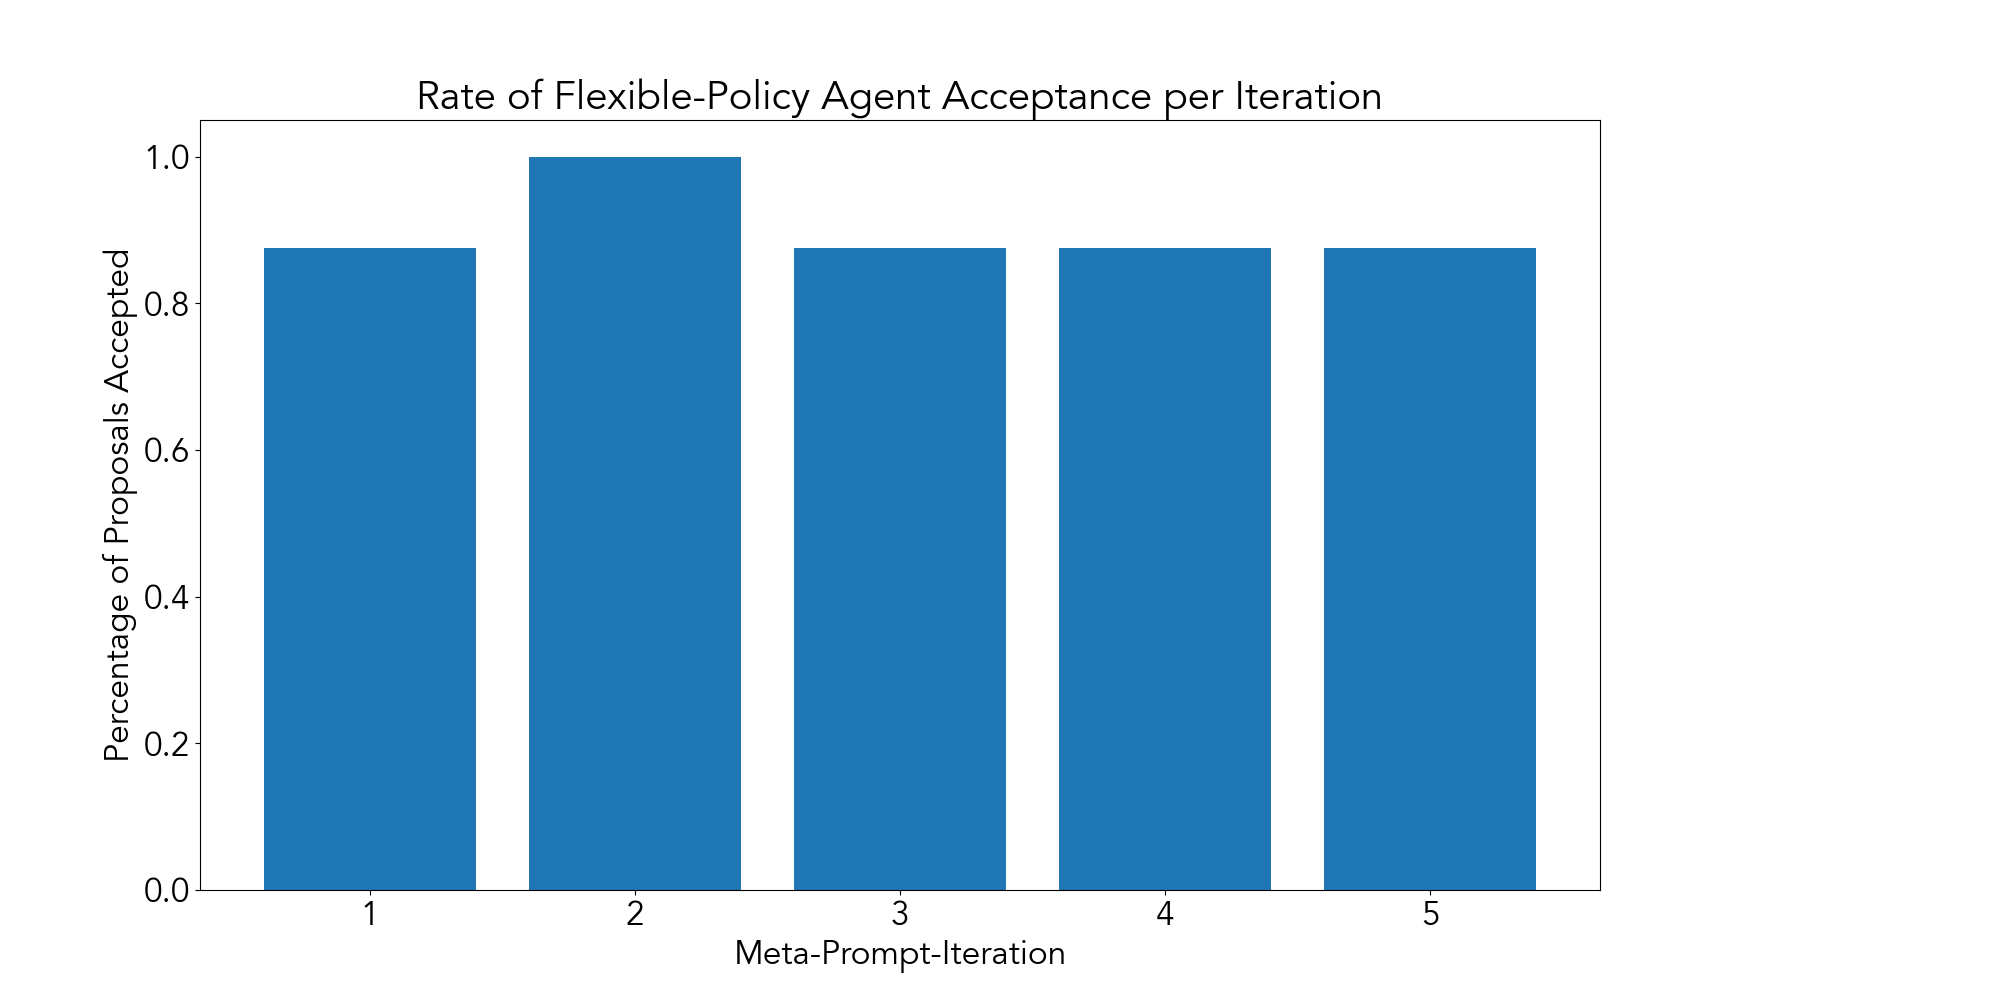 Rate of Flexible-Policy Agent Acceptance per Iteration
Percentage of Proposals Accepted
1.0
0.8
0.6
0.4
0.2
0.0
1 2 3 4 5
Meta-Prompt-Iteration